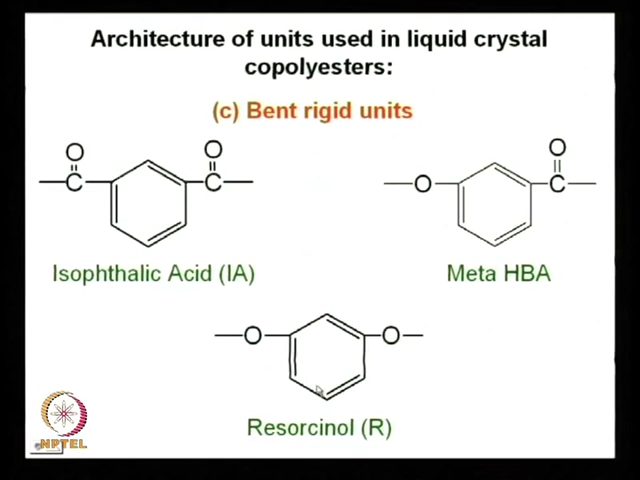 Architecture of units used in liquid crystal
copolyesters:
(c) Bent rigid units
O O O
C C O C
Isophthalic Acid (IA) Meta HBA
O O
Resorcinol (R)
NPTEL